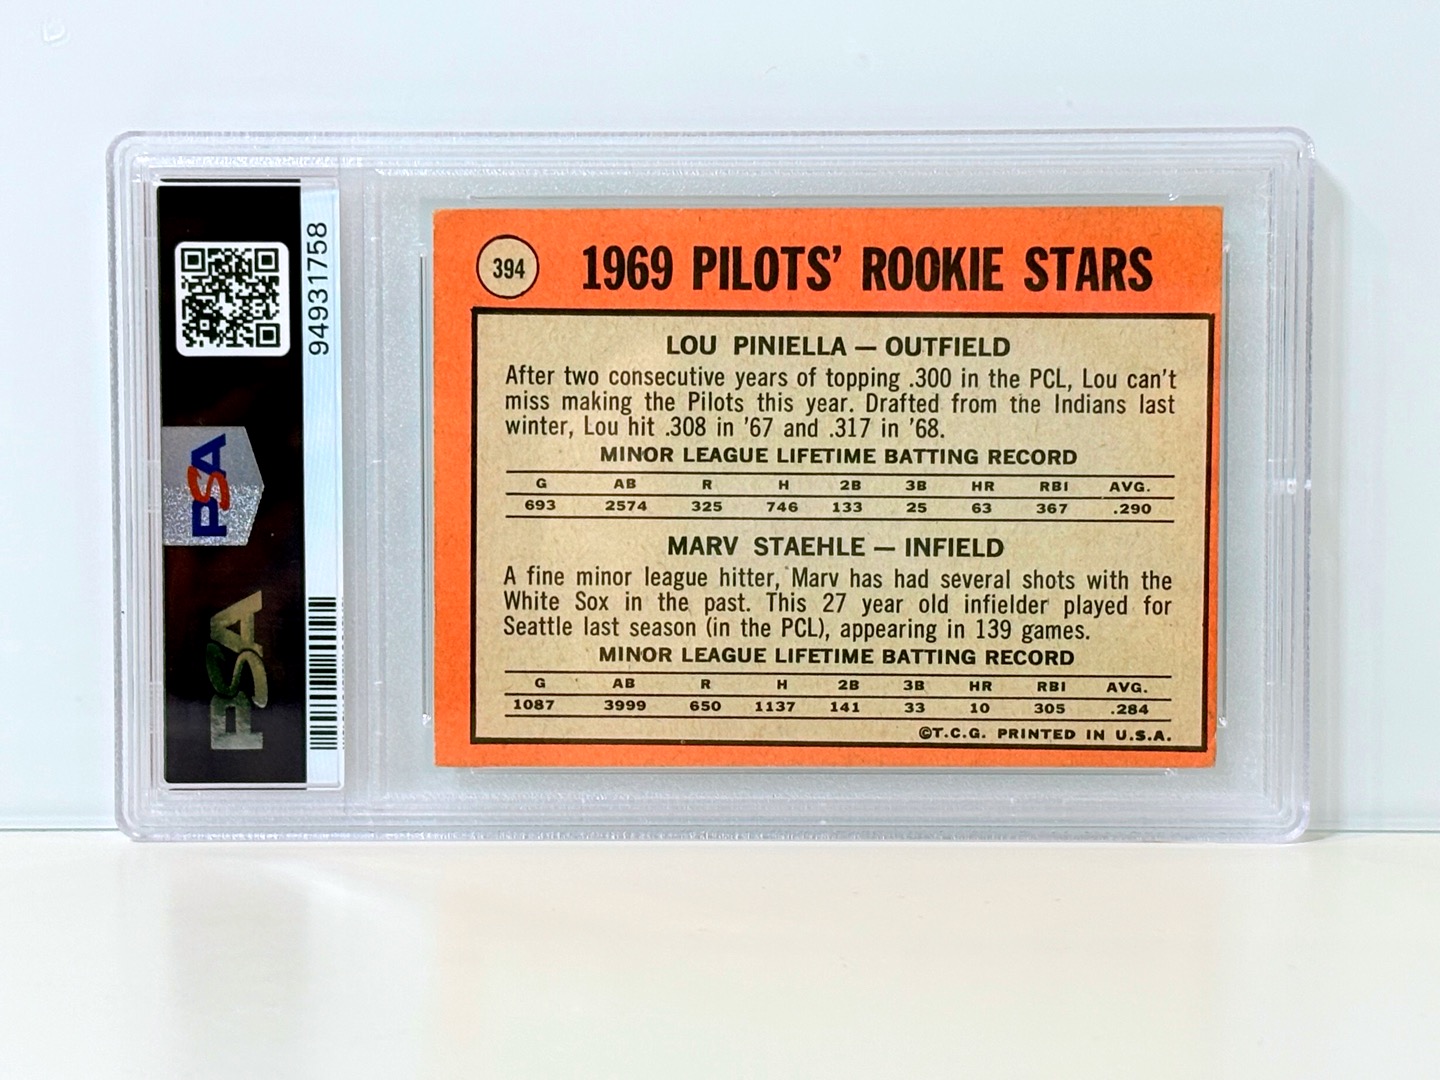 94931758
PSA
PSA
394
1969 PILOTS' ROOKIE STARS
LOU PINIELLA — OUTFIELD
After two consecutive years of topping .300 in the PCL, Lou can't
miss making the Pilots this year. Drafted from the Indians last
winter, Lou hit .308 in '67 and .317 in '68.
MINOR LEAGUE LIFETIME BATTING RECORD
G AB R H 2B 3B HR RBI AVG.
693 2574 325 746 133 25 63 367 .290
MARV STAEHLE — INFIELD
A fine minor league hitter, Marv has had several shots with the
White Sox in the past. This 27 year old infielder played for
Seattle last season (in the PCL), appearing in 139 games.
MINOR LEAGUE LIFETIME BATTING RECORD
G AB R H 2B 3B HR RBI AVG.
1087 3999 650 1137 141 33 10 305 .284
©T.C.G. PRINTED IN U.S.A.